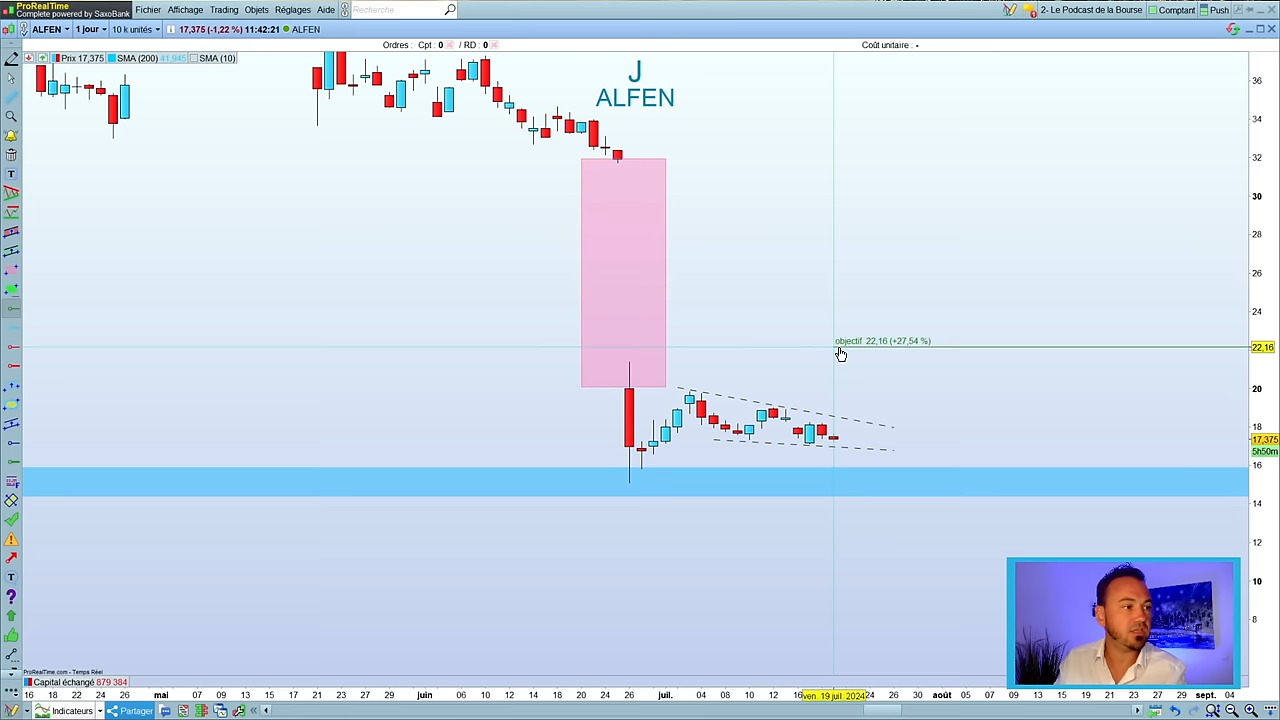 ProRealTime
Complete powered by SaxoBank
Fichier Affichage Trading Objets Réglages Aide Recherche 2- Le Podcast de la Bourse Comptant Push
ALFEN 1 jour 10 k unités 17,375 (-1,22 %) 11:42:21 ALFEN
Ordres : Cpt : 0 / RD : 0 Coût unitaire : -
Prix 17,375 SMA (200) 41,945 SMA (10)
J
ALFEN
36
34
32
30
28
26
24
objectif 22,16 (+27,54 %)
22,16
20
18
17,375
5h50m
16
14
12
10
8
ProRealTime.com - Temps Réel
Capital échangé 879 384
16 18 22 24 26 mai 07 09 13 15 17 21 23 27 29 juin 06 10 12 14 18 20 24 26 juil. 04 08 10 12 16 ven. 19 juil. 2024 24 26 30 août 05 07 09 13 15 19 21 23 27 29 sept. 04
Indicateurs Partager